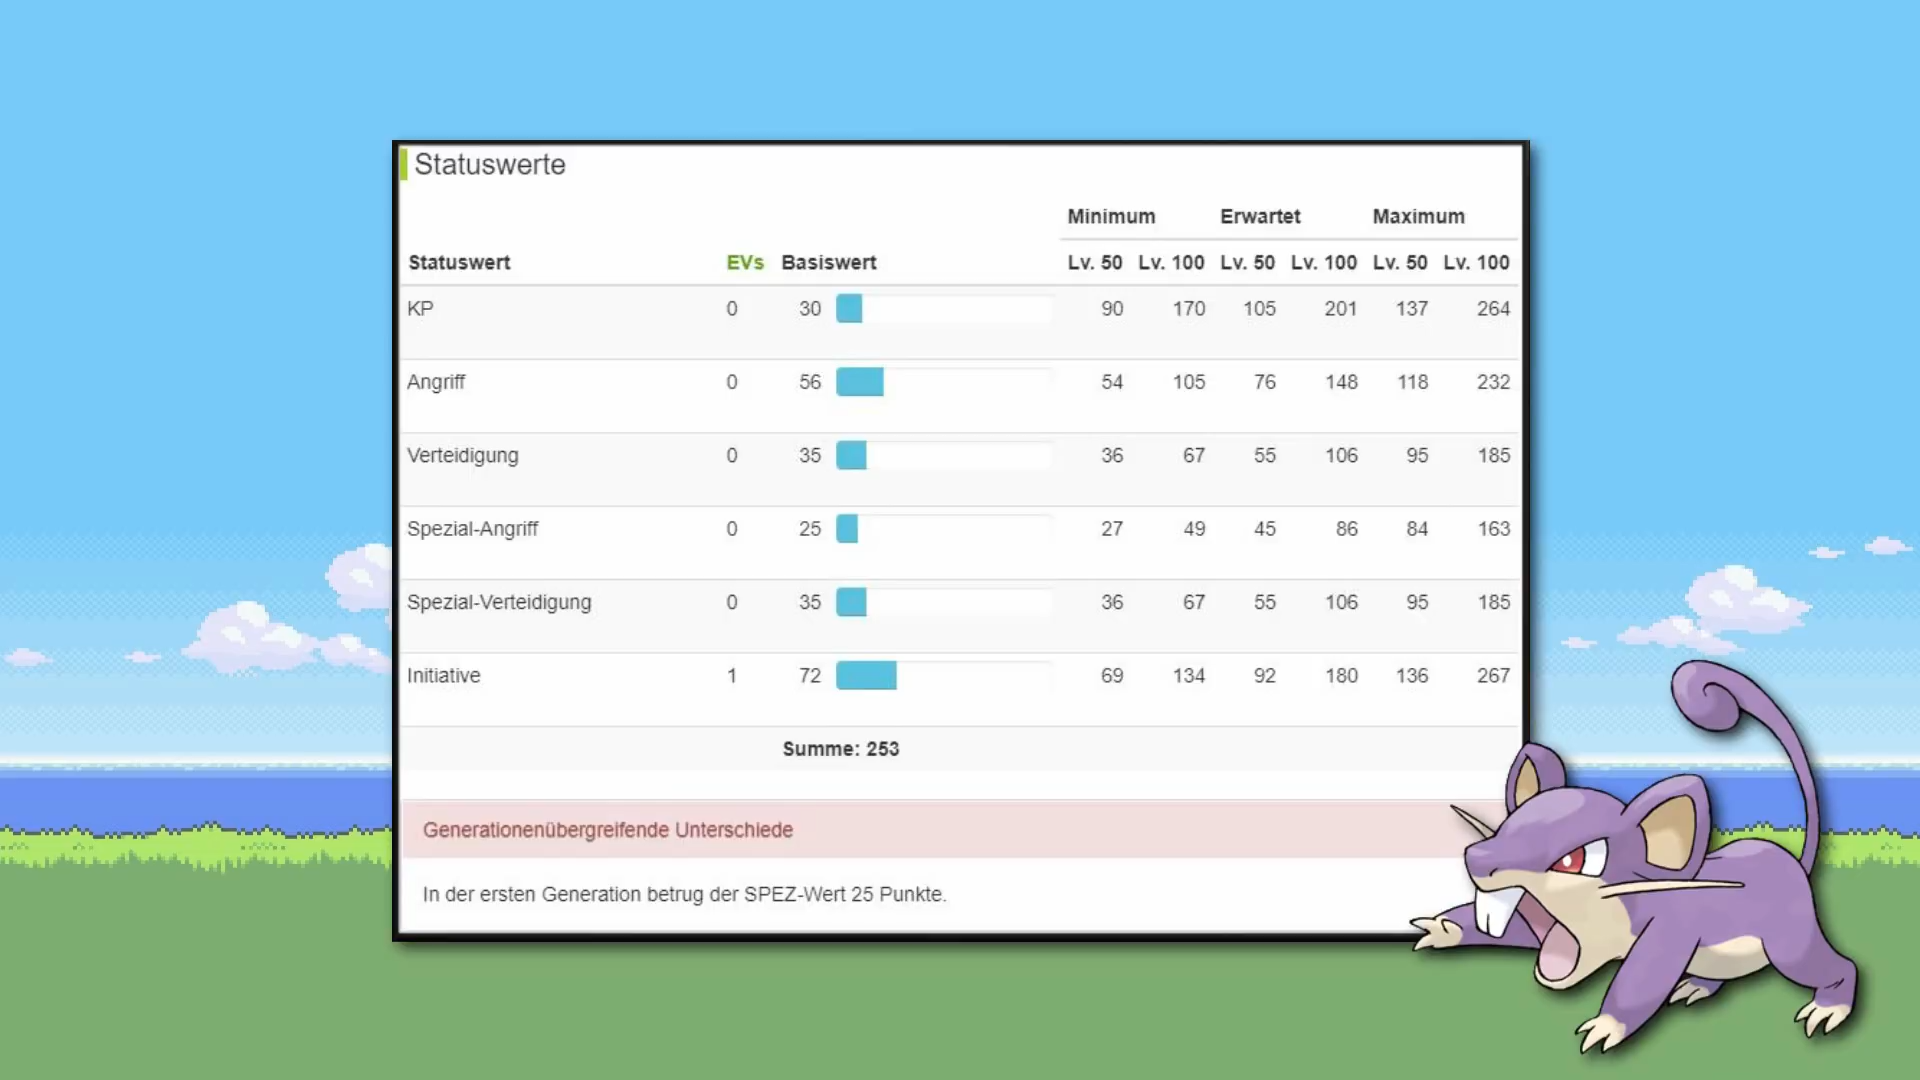 Statuswerte
Minimum Erwartet Maximum
Statuswert EVs Basiswert Lv. 50 Lv. 100 Lv. 50 Lv. 100 Lv. 50 Lv. 100
KP 0 30 90 170 105 201 137 264
Angriff 0 56 54 105 76 148 118 232
Verteidigung 0 35 36 67 55 106 95 185
Spezial-Angriff 0 25 27 49 45 86 84 163
Spezial-Verteidigung 0 35 36 67 55 106 95 185
Initiative 1 72 69 134 92 180 136 267
Summe: 253
Generationenübergreifende Unterschiede
In der ersten Generation betrug der SPEZ-Wert 25 Punkte.